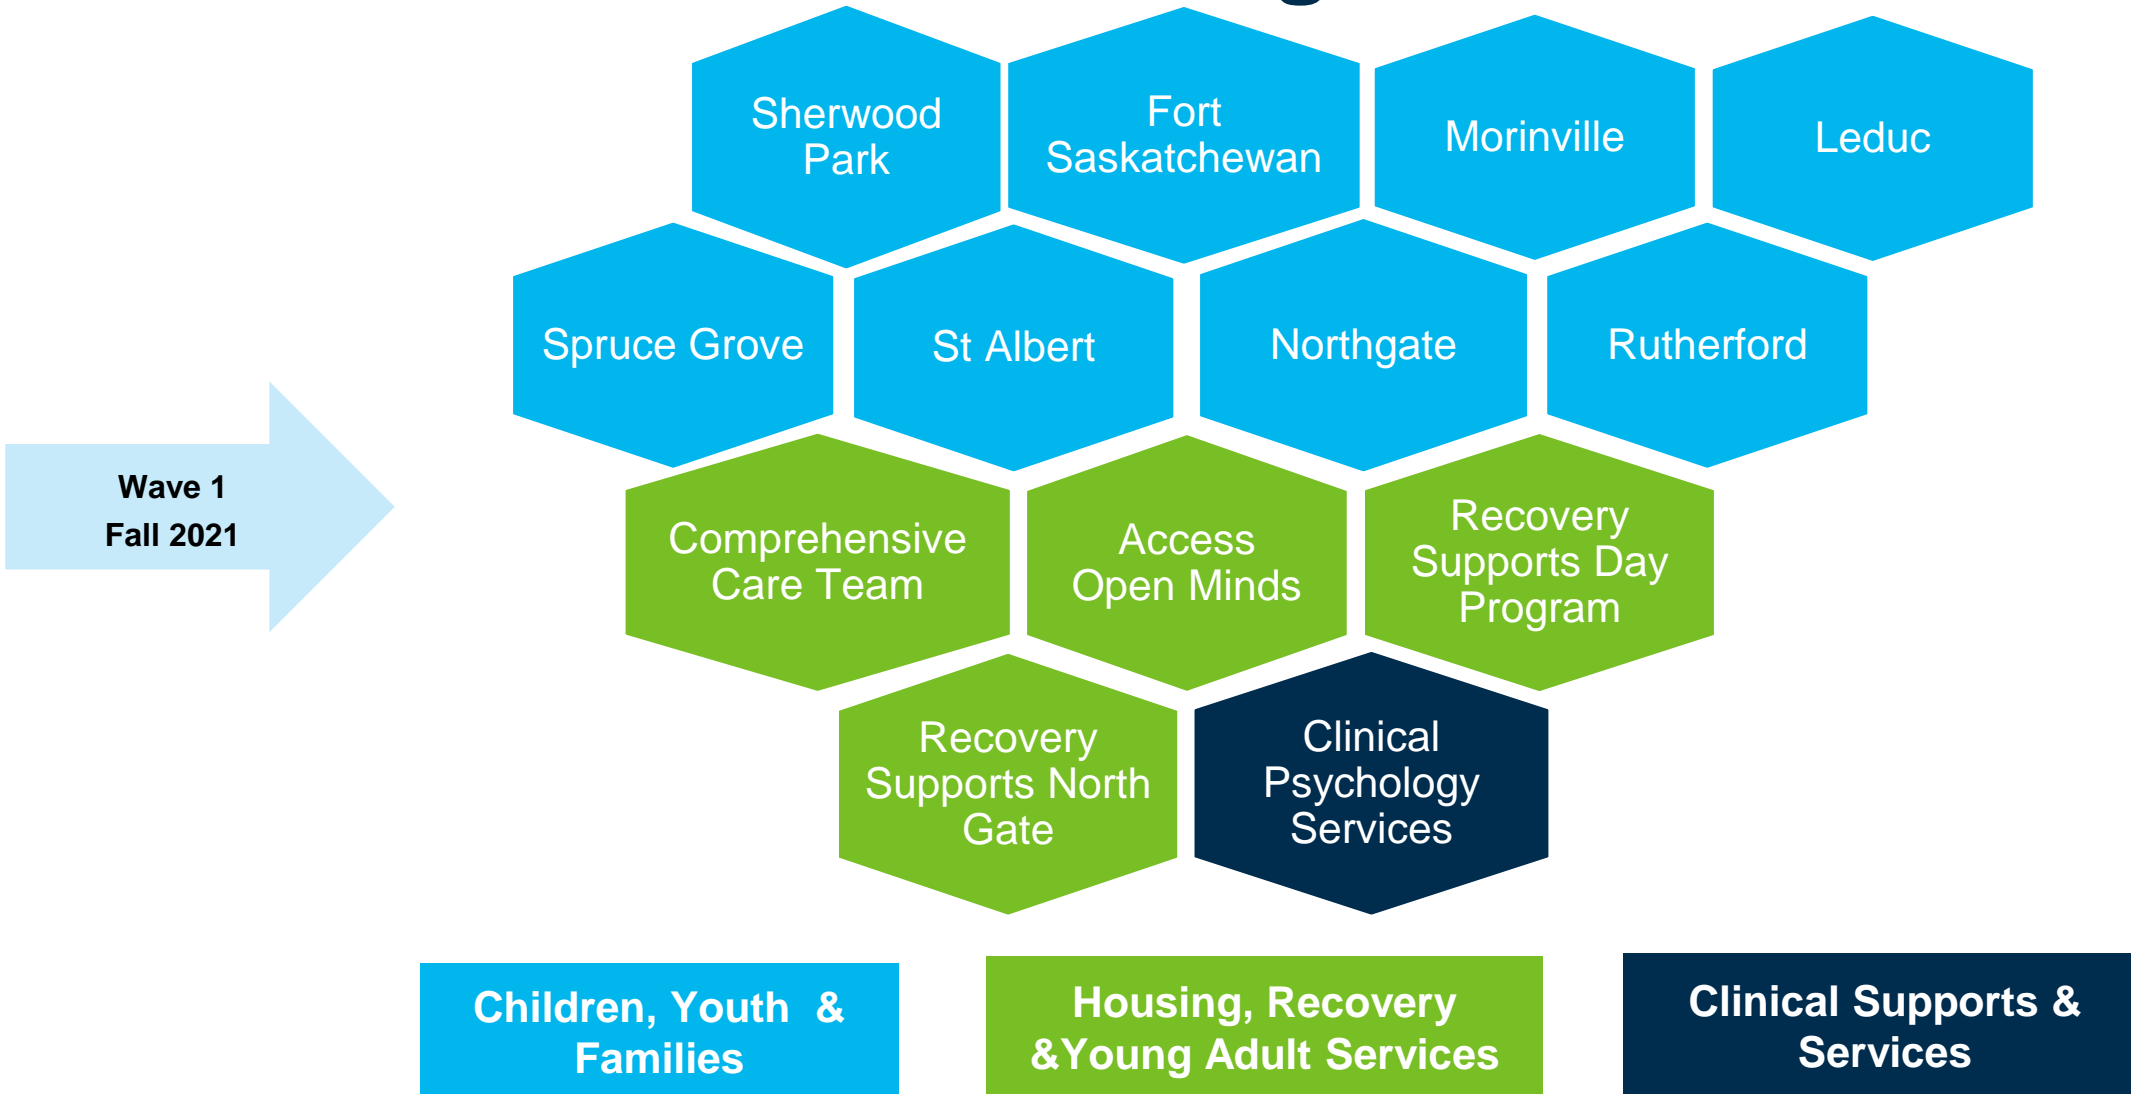 Sherwood
Park
Fort
Saskatchewan
Morinville
Leduc
Spruce Grove
St Albert
Northgate
Rutherford
Wave 1
Fall 2021
Comprehensive
Care Team
Access
Open Minds
Recovery
Supports Day
Program
Recovery
Supports North
Gate
Clinical
Psychology
Services
Children, Youth &
Families
Housing, Recovery
&Young Adult Services
Clinical Supports &
Services